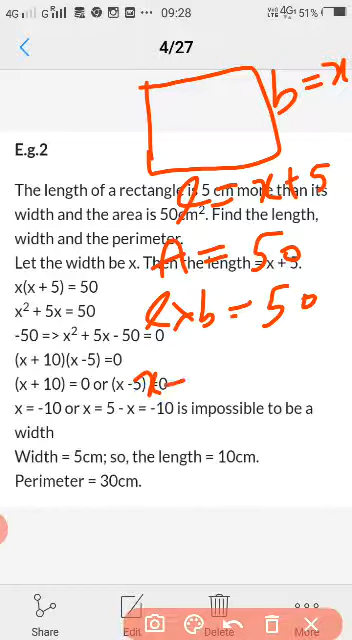 4G G 09:28 4G 51%
4/27
b = x
E.g.2
The length of a rectangle is 5 cm more than its
l = x + 5
width and the area is 50cm². Find the length,
width and the perimeter.
A = 50
Let the width be x. Then the length = x + 5.
x(x + 5) = 50
l x b = 50
x² + 5x = 50
-50 => x² + 5x - 50 = 0
(x + 10)(x -5) =0
(x + 10) = 0 or (x -5) =0
x = -10 or x = 5 - x = -10 is impossible to be a
width
Width = 5cm; so, the length = 10cm.
Perimeter = 30cm.
Share Edit Delete More